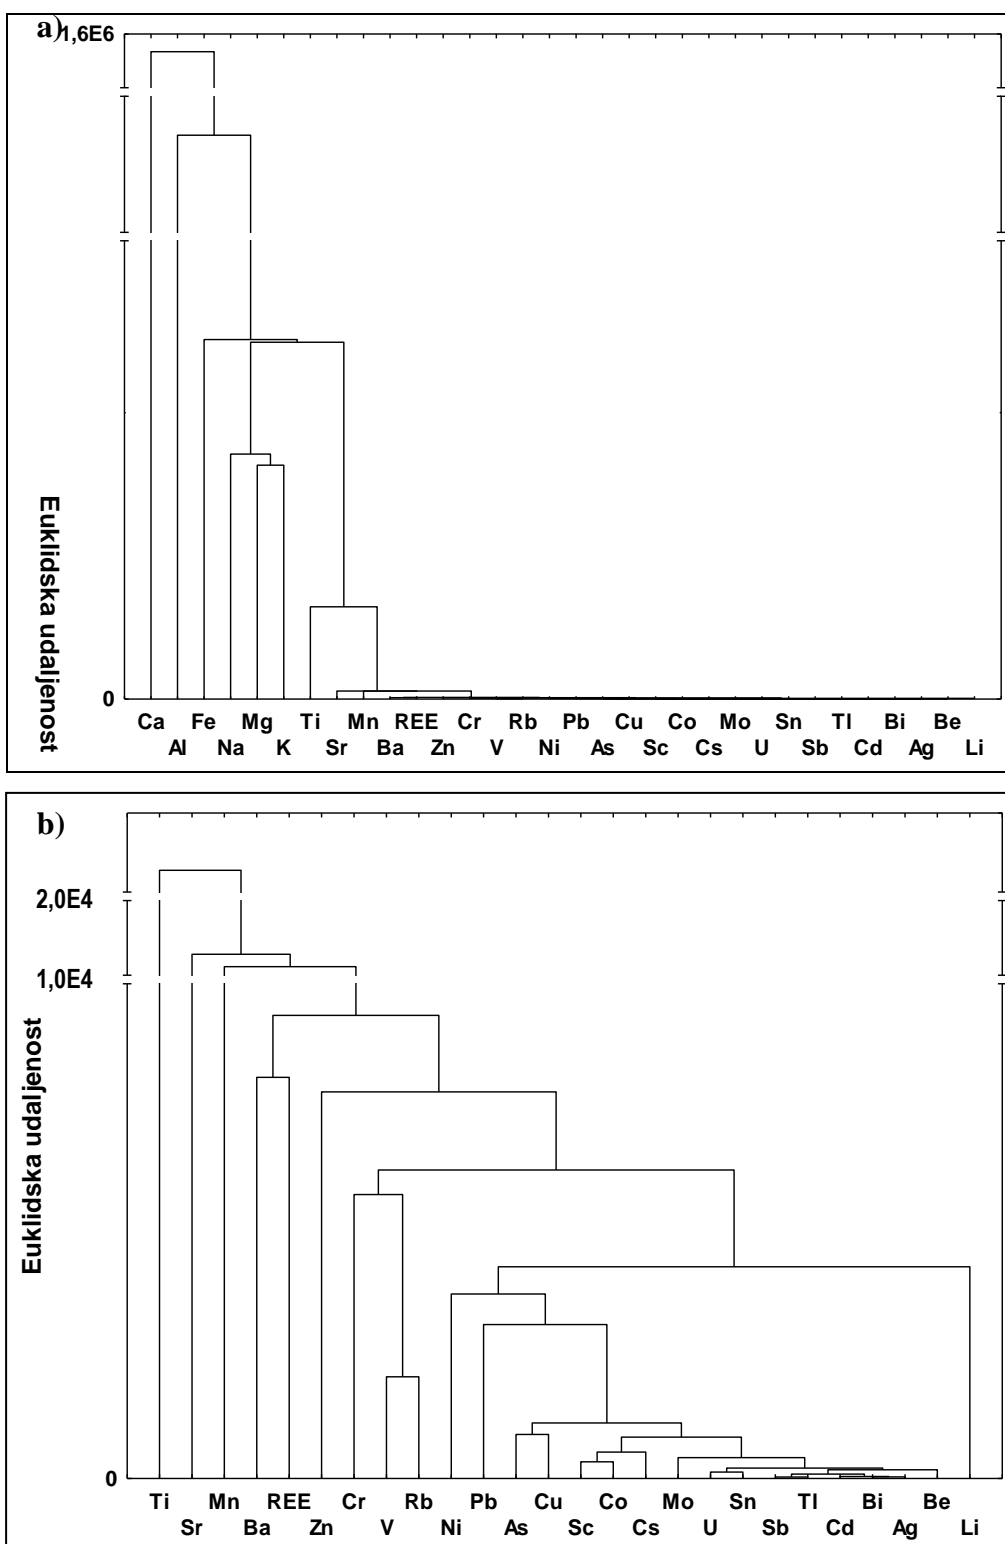 a)
1,6E6
Euklidska udaljenost
0
Ca Fe Mg Ti Mn REE Cr Rb Pb Cu Co Mo Sn Tl Bi Be
Al Na K Sr Ba Zn V Ni As Sc Cs U Sb Cd Ag Li
b)
2,0E4
1,0E4
Euklidska udaljenost
0
Ti Mn REE Cr Rb Pb Cu Co Mo Sn Tl Bi Be
Sr Ba Zn V Ni As Sc Cs U Sb Cd Ag Li